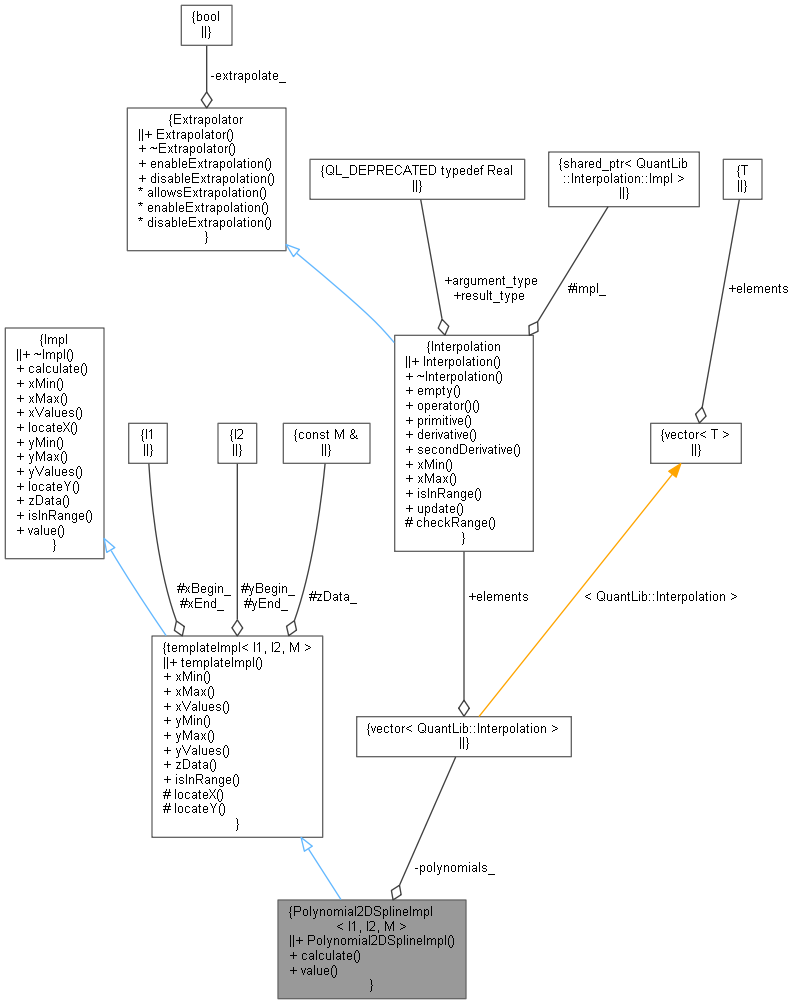 {bool
||}
-extrapolate_
{Extrapolator
||+ Extrapolator()
+ ~Extrapolator()
+ enableExtrapolation()
+ disableExtrapolation()
* allowsExtrapolation()
* enableExtrapolation()
* disableExtrapolation()
}
{QL_DEPRECATED typedef Real
||}
{shared_ptr< QuantLib
::Interpolation::Impl >
||}
{T
||}
+argument_type
+result_type
#impl_
+elements
{Impl
||+ ~Impl()
+ calculate()
+ xMin()
+ xMax()
+ xValues()
+ locateX()
+ yMin()
+ yMax()
+ yValues()
+ locateY()
+ zData()
+ isInRange()
+ value()
}
{I1
||}
{I2
||}
{const M &
||}
{Interpolation
||+ Interpolation()
+ ~Interpolation()
+ empty()
+ operator()()
+ primitive()
+ derivative()
+ secondDerivative()
+ xMin()
+ xMax()
+ isInRange()
+ update()
# checkRange()
}
{vector< T >
||}
#xBegin_
#xEnd_
#yBegin_
#yEnd_
#zData_
+elements
< QuantLib::Interpolation >
{templateImpl< I1, I2, M >
||+ templateImpl()
+ xMin()
+ xMax()
+ xValues()
+ yMin()
+ yMax()
+ yValues()
+ zData()
+ isInRange()
# locateX()
# locateY()
}
{vector< QuantLib::Interpolation >
||}
-polynomials_
{Polynomial2DSplineImpl
< I1, I2, M >
||+ Polynomial2DSplineImpl()
+ calculate()
+ value()
}